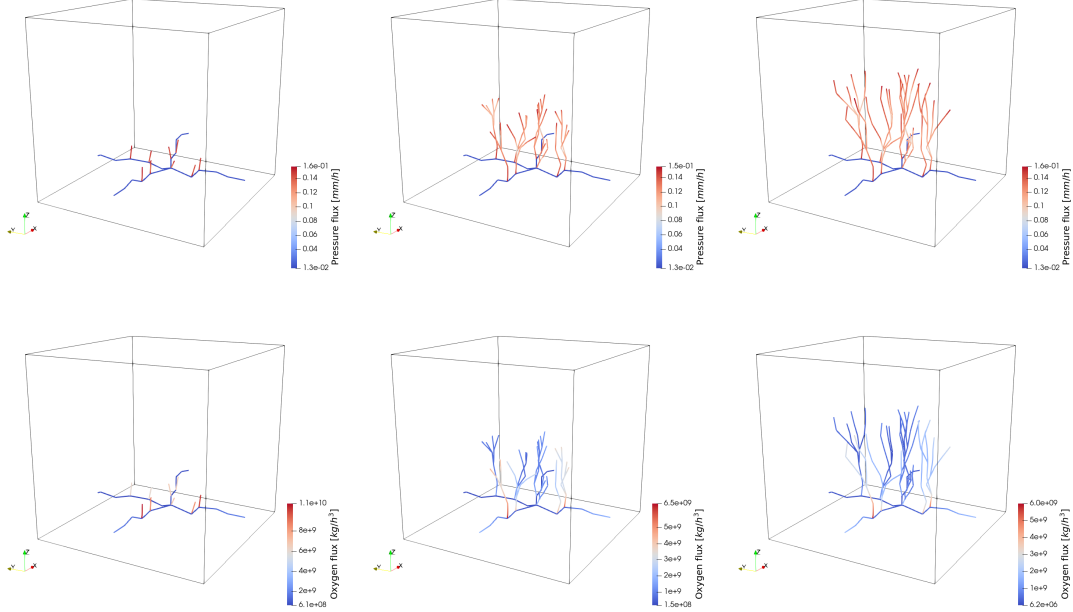 1.6e-01
0.14
0.12
0.1
0.08
0.06
0.04
1.3e-02
Pressure flux [mm/h]
Z
Y
X
1.5e-01
0.14
0.12
0.1
0.08
0.06
0.04
1.3e-02
Pressure flux [mm/h]
Z
Y
X
1.6e-01
0.14
0.12
0.1
0.08
0.06
0.04
1.3e-02
Pressure flux [mm/h]
Z
Y
X
1.1e+10
8e+9
6e+9
4e+9
2e+9
6.1e+08
Oxygen flux [kg/h³]
Z
Y
X
6.5e+09
5e+9
4e+9
3e+9
2e+9
1.5e+08
Oxygen flux [kg/h³]
Z
Y
X
6.0e+09
5e+9
4e+9
3e+9
2e+9
1e+9
6.2e+06
Oxygen flux [kg/h³]
Z
Y
X